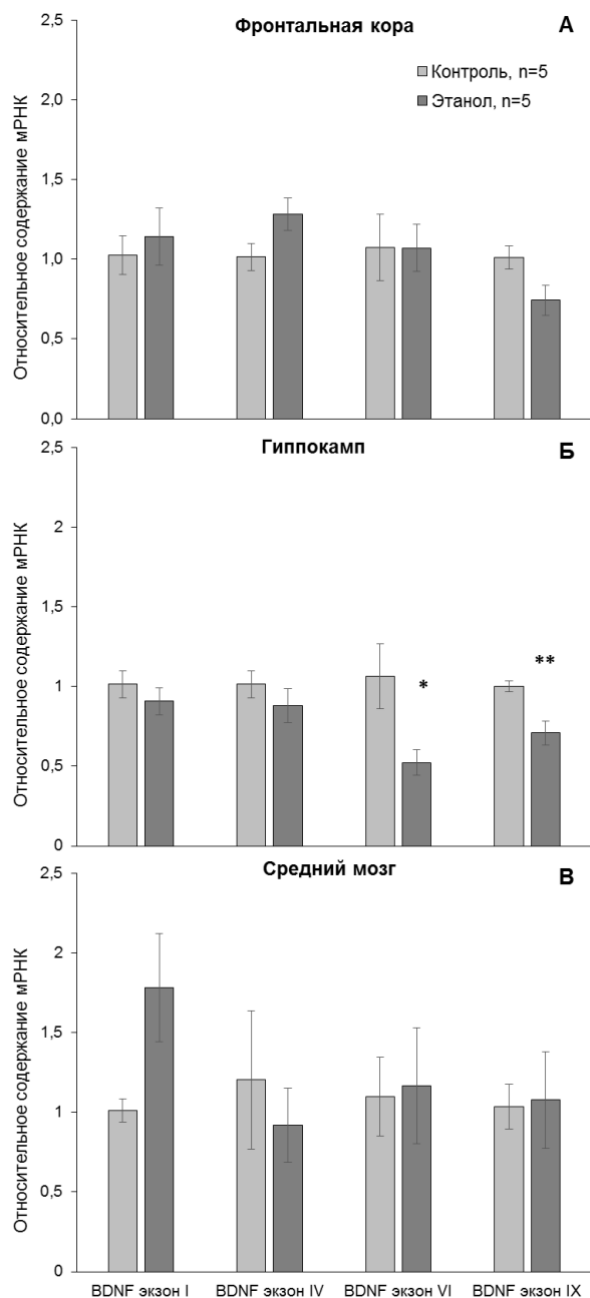 Фронтальная кора
А
Контроль, n=5
Этанол, n=5
Относительное содержание мРНК
2,5
2,0
1,5
1,0
0,5
0,0
Гиппокамп
Б
Относительное содержание мРНК
2,5
2
1,5
1
0,5
0
*
**
Средний мозг
В
Относительное содержание мРНК
2,5
2
1,5
1
0,5
0
BDNF экзон I
BDNF экзон IV
BDNF экзон VI
BDNF экзон IX